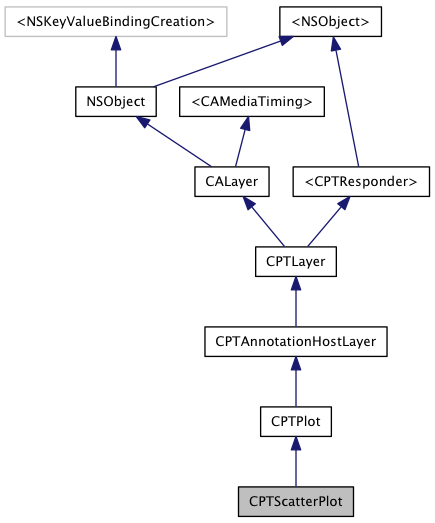 <NSKeyValueBindingCreation>
<NSObject>
NSObject
<CAMediaTiming>
CALayer
<CPTResponder>
CPTLayer
CPTAnnotationHostLayer
CPTPlot
CPTScatterPlot